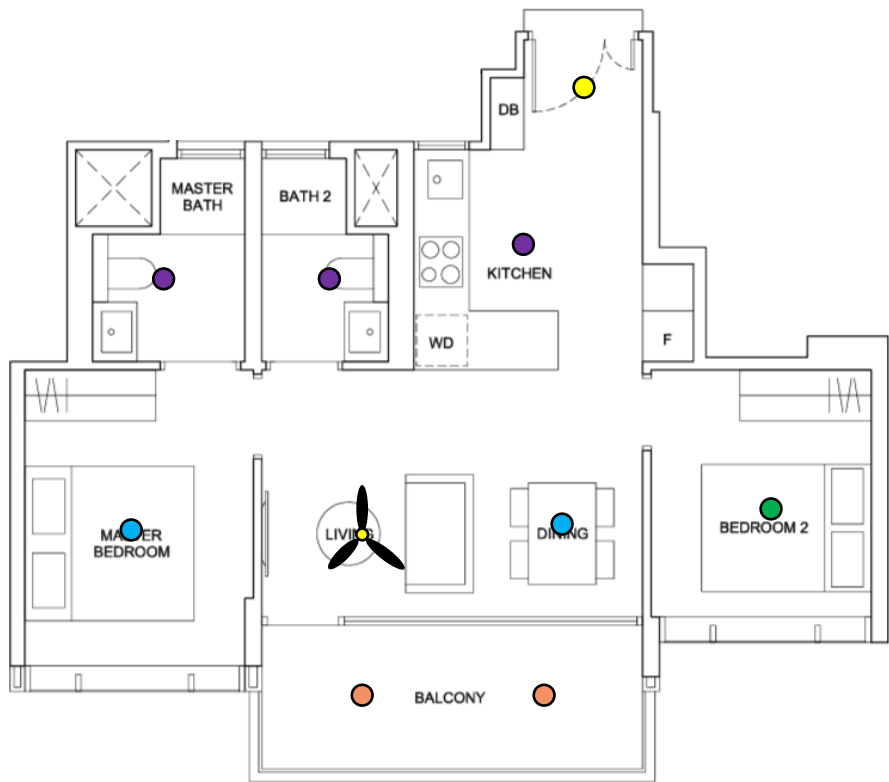 DB
MASTER
BATH
BATH 2
KITCHEN
WD
F
MASTER
BEDROOM
LIVING
DINING
BEDROOM 2
BALCONY